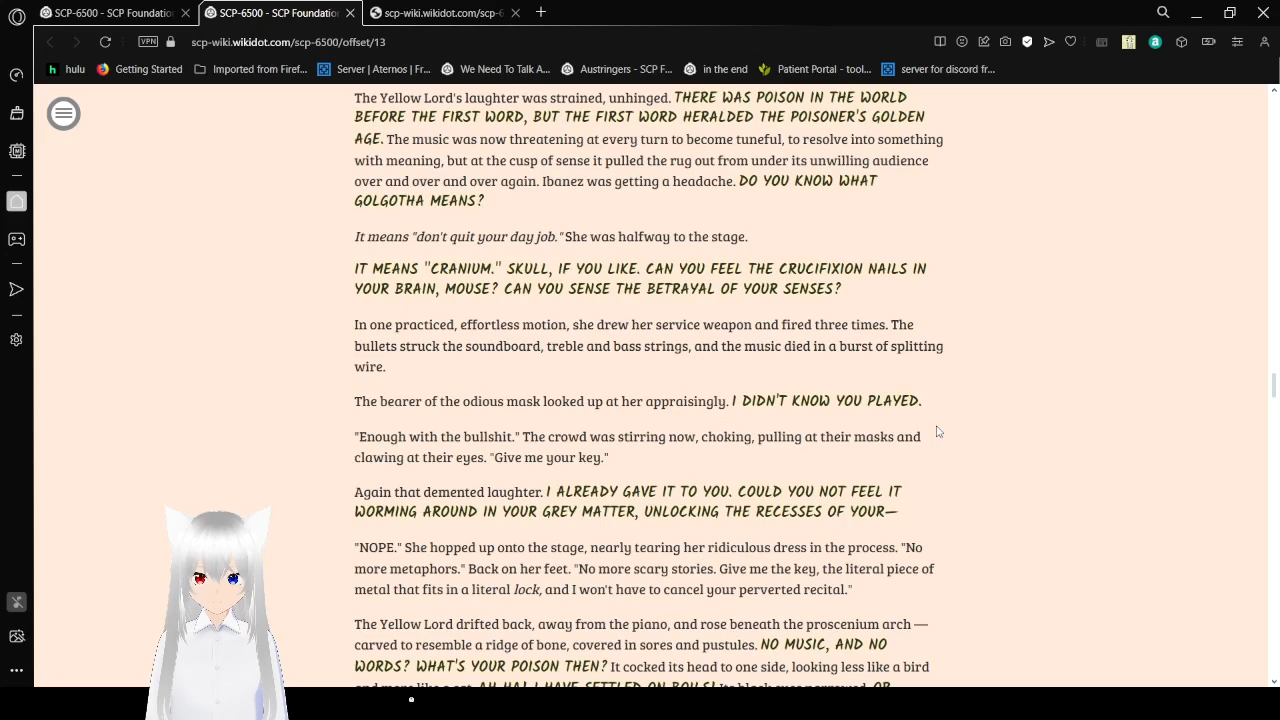 SCP-6500 - SCP Foundatio
SCP-6500 - SCP Foundatio
scp-wiki.wikidot.com/scp-6
VPN
scp-wiki.wikidot.com/scp-6500/offset/13
hulu
Getting Started
Imported from Firef...
Server | Aternos | Fr...
We Need To Talk A...
Austringers - SCP F...
in the end
Patient Portal - tool...
server for discord fr...
The Yellow Lord's laughter was strained, unhinged. THERE WAS POISON IN THE WORLD
BEFORE THE FIRST WORD, BUT THE FIRST WORD HERALDED THE POISONER'S GOLDEN
AGE. The music was now threatening at every turn to become tuneful, to resolve into something
with meaning, but at the cusp of sense it pulled the rug out from under its unwilling audience
over and over and over again. Ibanez was getting a headache. DO YOU KNOW WHAT
GOLGOTHA MEANS?
It means "don't quit your day job." She was halfway to the stage.
IT MEANS "CRANIUM." SKULL, IF YOU LIKE. CAN YOU FEEL THE CRUCIFIXION NAILS IN
YOUR BRAIN, MOUSE? CAN YOU SENSE THE BETRAYAL OF YOUR SENSES?
In one practiced, effortless motion, she drew her service weapon and fired three times. The
bullets struck the soundboard, treble and bass strings, and the music died in a burst of splitting
wire.
The bearer of the odious mask looked up at her appraisingly. I DIDN'T KNOW YOU PLAYED.
"Enough with the bullshit." The crowd was stirring now, choking, pulling at their masks and
clawing at their eyes. "Give me your key."
Again that demented laughter. I ALREADY GAVE IT TO YOU. COULD YOU NOT FEEL IT
WORMING AROUND IN YOUR GREY MATTER, UNLOCKING THE RECESSES OF YOUR—
"NOPE." She hopped up onto the stage, nearly tearing her ridiculous dress in the process. "No
more metaphors." Back on her feet. "No more scary stories. Give me the key, the literal piece of
metal that fits in a literal lock, and I won't have to cancel your perverted recital."
The Yellow Lord drifted back, away from the piano, and rose beneath the proscenium arch —
carved to resemble a ridge of bone, covered in sores and pustules. NO MUSIC, AND NO
WORDS? WHAT'S YOUR POISON THEN? It cocked its head to one side, looking less like a bird
and more like a cat. AH HA! I HAVE SETTLED ON BOILS! Its black eyes narrowed. OR